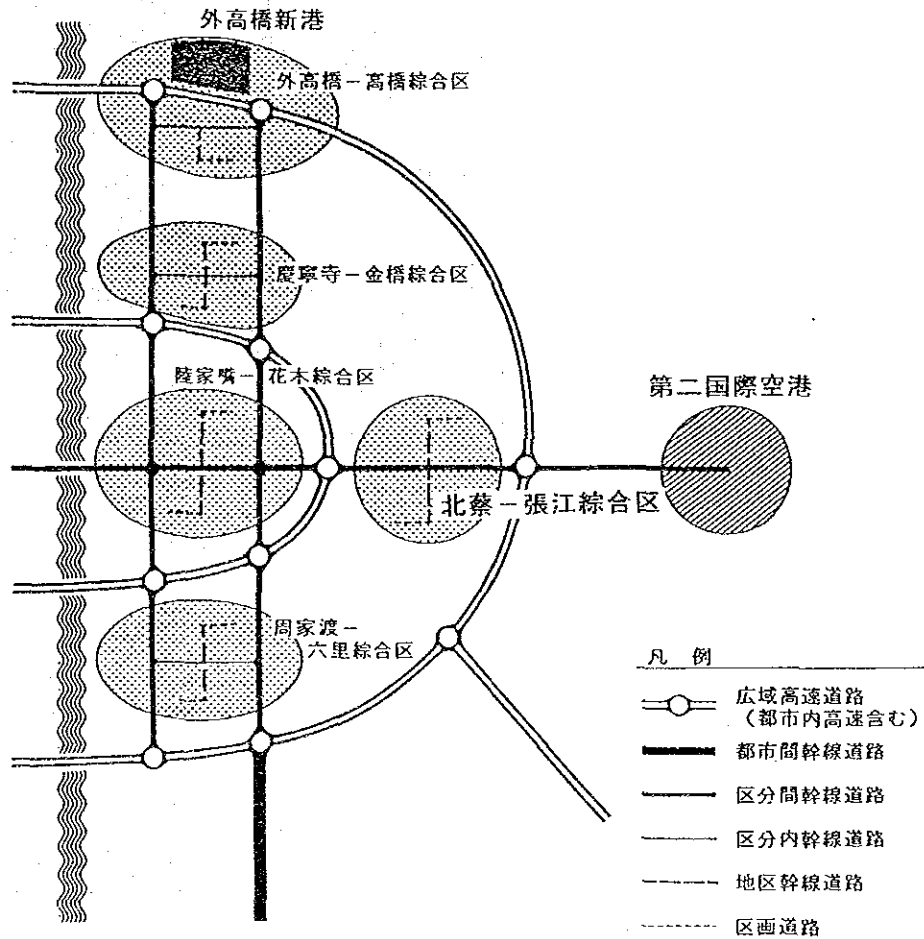 外高橋新港
外高橋－高橋綜合区
慶寧寺－金橋綜合区
陸家嘴－花木綜合区
第二国際空港
北蔡－張江綜合区
周家渡－
六里綜合区
凡例
広域高速道路
（都市内高速含む）
都市間幹線道路
区分間幹線道路
区分内幹線道路
地区幹線道路
区画道路